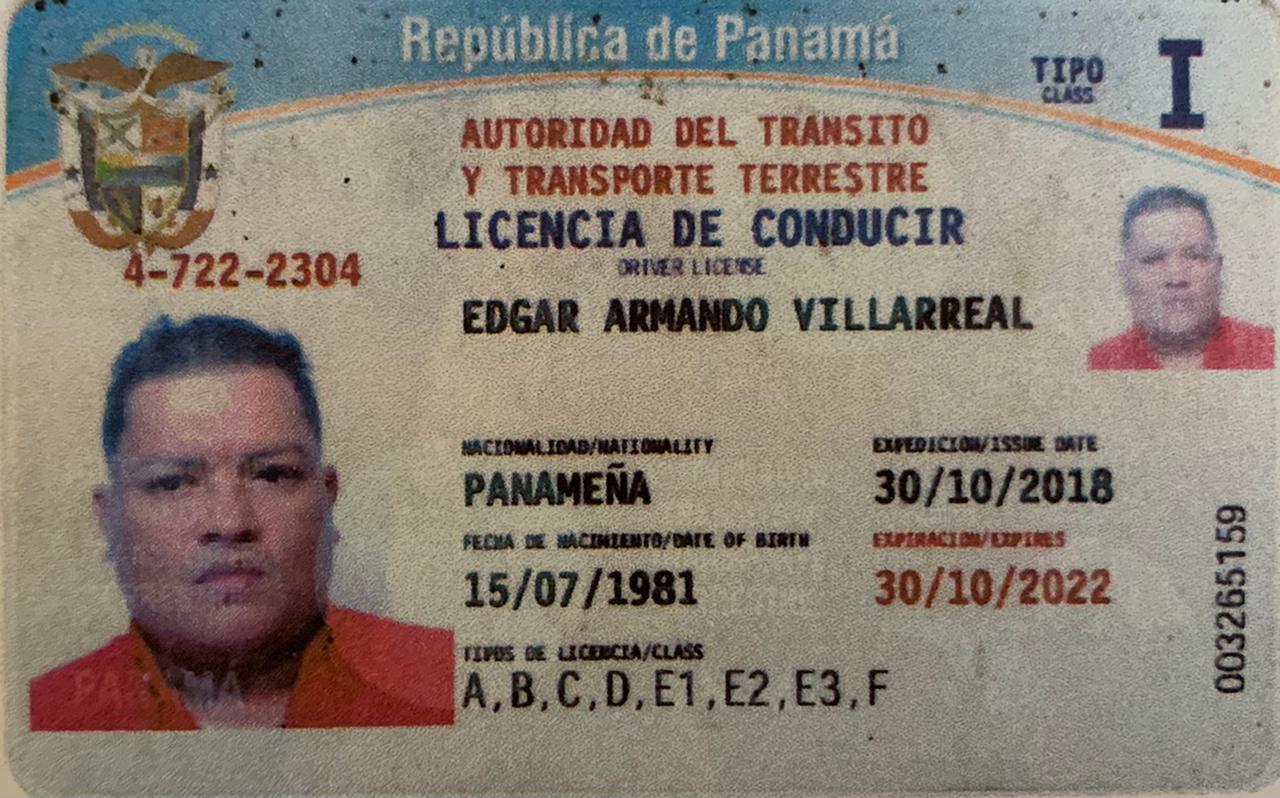 República de Panamá
TIPO
CLASS
I
AUTORIDAD DEL TRÁNSITO
Y TRANSPORTE TERRESTRE
LICENCIA DE CONDUCIR
DRIVER LICENSE
4-722-2304
EDGAR ARMANDO VILLARREAL
NACIONALIDAD/NATIONALITY
EXPEDICION/ISSUE DATE
PANAMEÑA
30/10/2018
FECHA DE NACIMIENTO/DATE OF BIRTH
EXPIRACION/EXPIRES
15/07/1981
30/10/2022
TIPOS DE LICENCIA/CLASS
A,B,C,D,E1,E2,E3,F
003265159
PANAMA